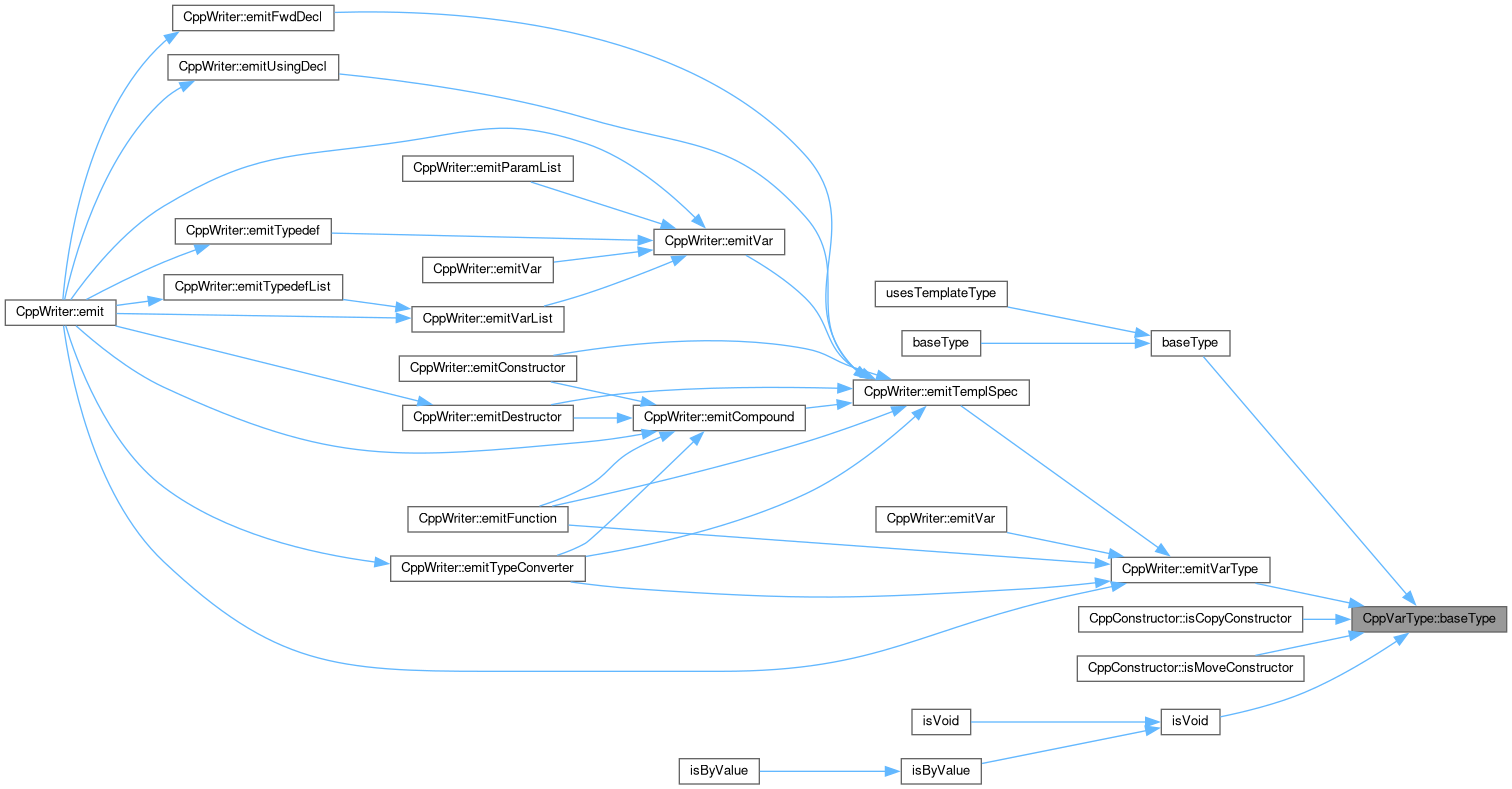 CppWriter::emitFwdDecl
CppWriter::emitUsingDecl
CppWriter::emitParamList
CppWriter::emitTypedef
CppWriter::emitVar
CppWriter::emitVar
CppWriter::emitTypedefList
usesTemplateType
CppWriter::emit
CppWriter::emitVarList
baseType
baseType
CppWriter::emitConstructor
CppWriter::emitTemplSpec
CppWriter::emitDestructor
CppWriter::emitCompound
CppWriter::emitFunction
CppWriter::emitVar
CppWriter::emitTypeConverter
CppWriter::emitVarType
CppConstructor::isCopyConstructor
CppVarType::baseType
CppConstructor::isMoveConstructor
isVoid
isVoid
isByValue
isByValue